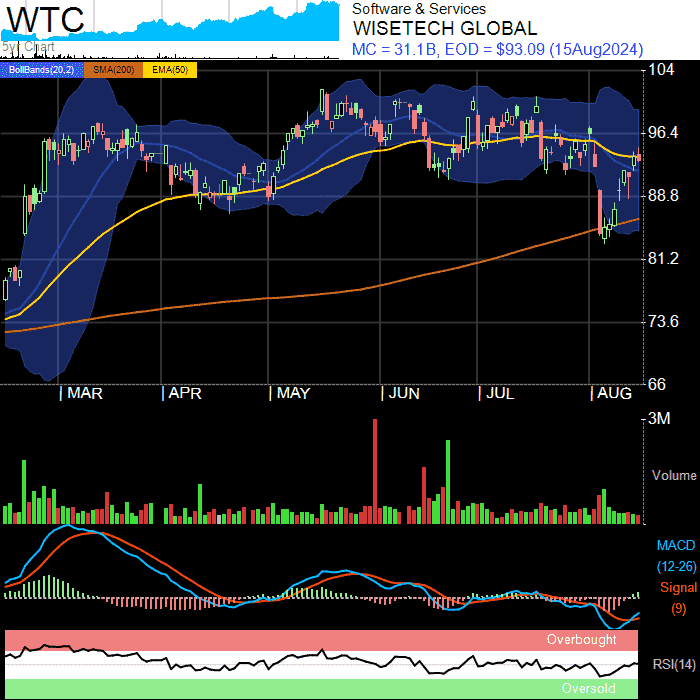 WTC
5yr Chart
Software & Services
WISETECH GLOBAL
MC = 31.1B, EOD = $93.09 (15Aug2024)
BollBands(20,2) SMA(200) EMA(50)
104
96.4
88.8
81.2
73.6
66
MAR APR MAY JUN JUL AUG
3M
Volume
MACD
(12-26)
Signal
(9)
Overbought
RSI(14)
Oversold